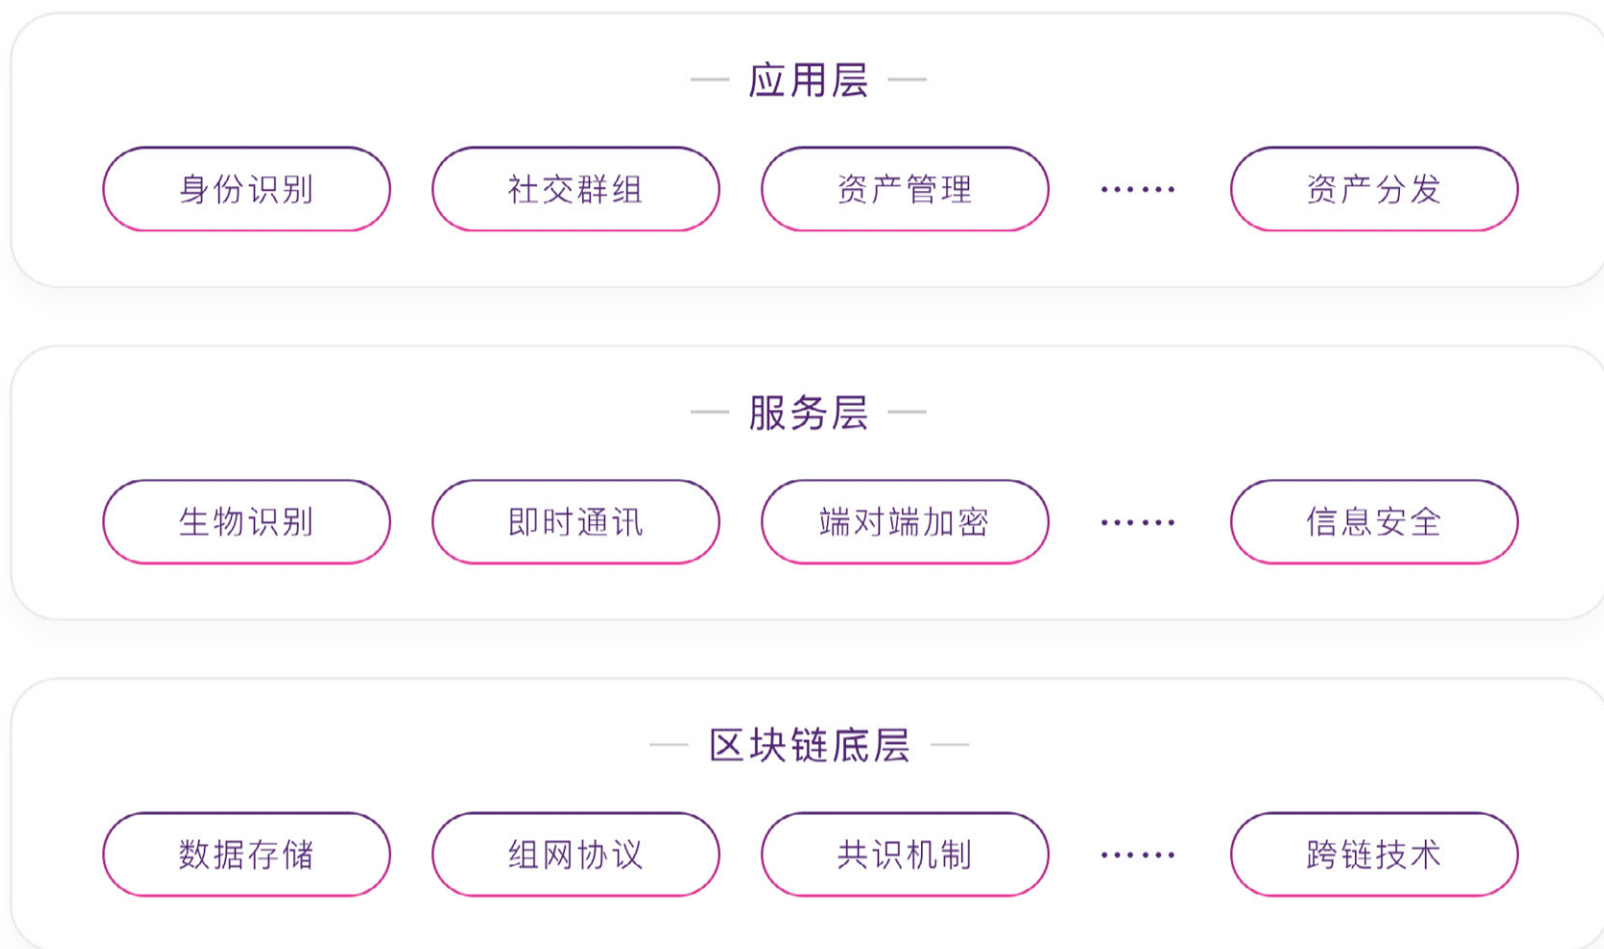 — 应用层 —
身份识别 社交群组 资产管理 …… 资产分发
— 服务层 —
生物识别 即时通讯 端对端加密 …… 信息安全
— 区块链底层 —
数据存储 组网协议 共识机制 …… 跨链技术